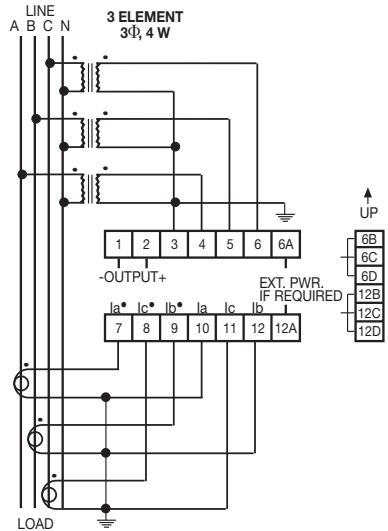 LINE
A B C N
3 ELEMENT
3Φ, 4 W
1 2 3 4 5 6 6A
-OUTPUT+
EXT. PWR.
IF REQUIRED
Ia• Ic• Ib• Ia Ic Ib
7 8 9 10 11 12 12A
UP
6B
6C
6D
12B
12C
12D
LOAD